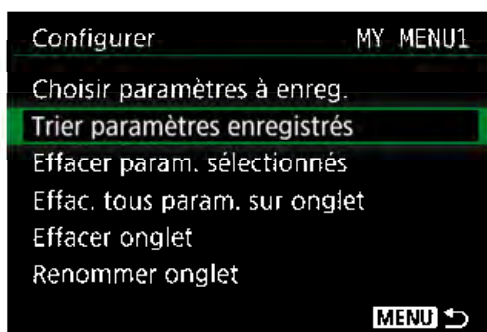 Configurer MY MENU1
Choisir paramètres à enreg.
Trier paramètres enregistrés
Effacer param. sélectionnés
Effac. tous param. sur onglet
Effacer onglet
Renommer onglet
MENU